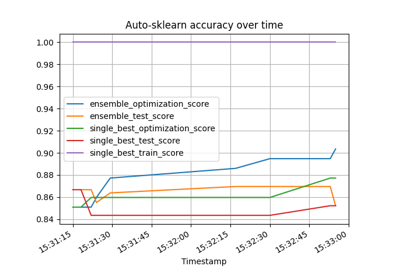 Auto-sklearn accuracy over time
1.00
0.98
0.96
0.94
0.92
0.90
0.88
0.86
0.84
ensemble_optimization_score
ensemble_test_score
single_best_optimization_score
single_best_test_score
single_best_train_score
15:31:15
15:31:30
15:31:45
15:32:00
15:32:15
15:32:30
15:32:45
15:33:00
Timestamp